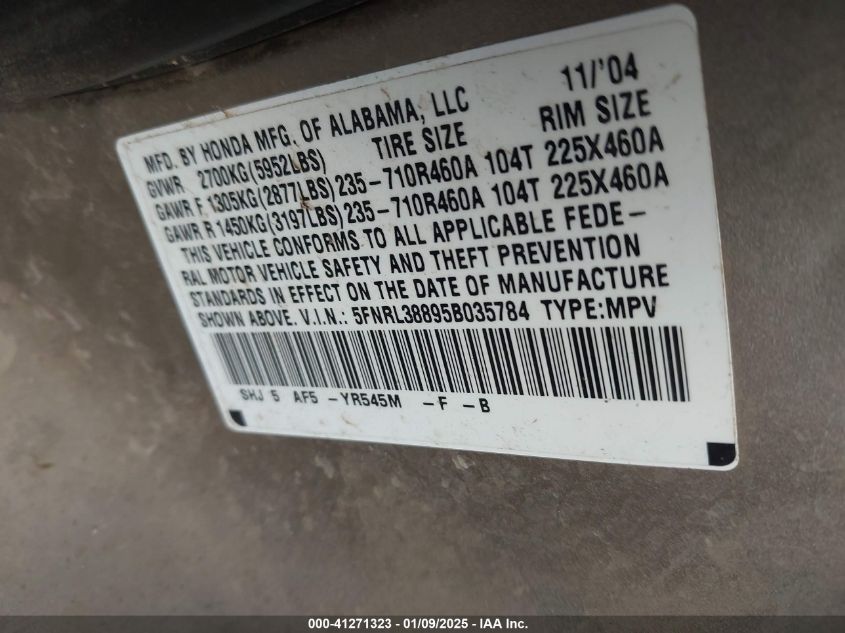 11/'04
MFD. BY HONDA MFG. OF ALABAMA, LLC
GVWR 2700KG(5952LBS) TIRE SIZE RIM SIZE
GAWR F 1305KG(2877LBS)235-710R460A 104T 225X460A
GAWR R 1450KG(3197LBS)235-710R460A 104T 225X460A
THIS VEHICLE CONFORMS TO ALL APPLICABLE FEDE-
RAL MOTOR VEHICLE SAFETY AND THEFT PREVENTION
STANDARDS IN EFFECT ON THE DATE OF MANUFACTURE
SHOWN ABOVE. V.I.N.: 5FNRL38895B035784 TYPE:MPV
SHJ 5 AF5 -YR545M -F -B
000-41271323 - 01/09/2025 - IAA Inc.